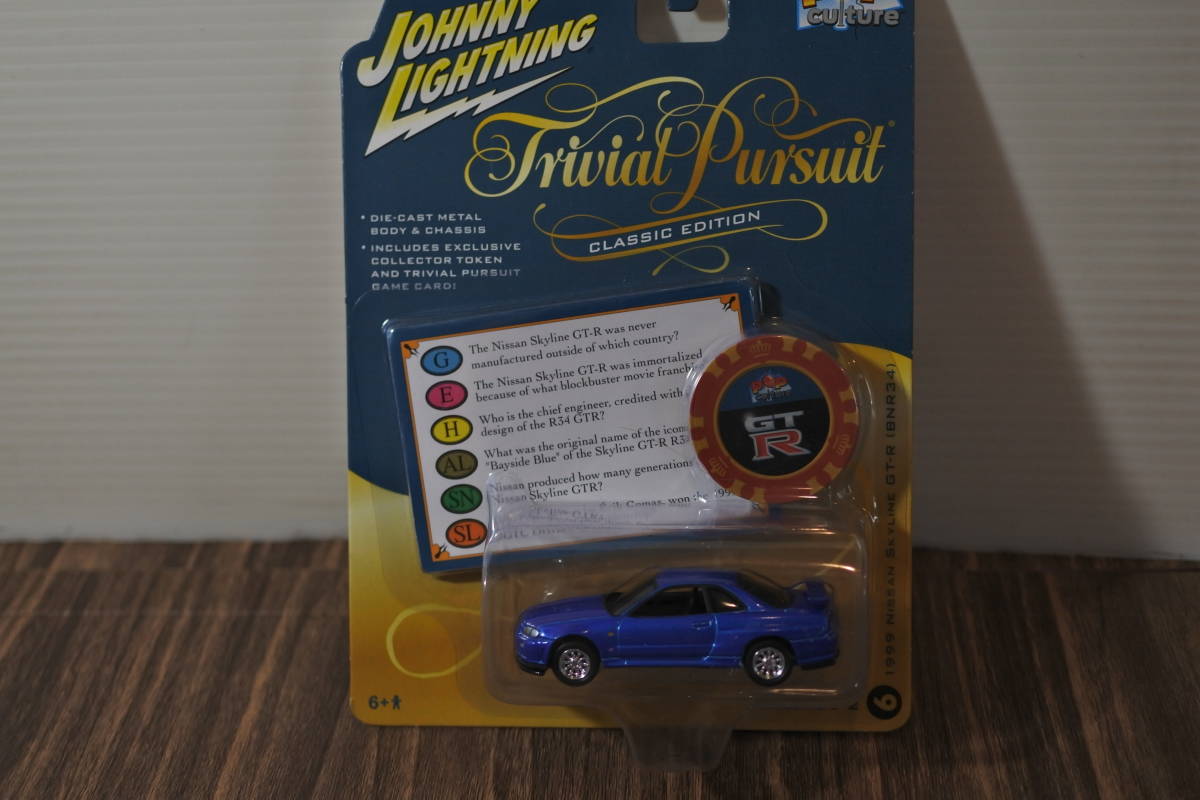 JOHNNY
LIGHTNING
culture
Trivial Pursuit®
CLASSIC EDITION
• DIE-CAST METAL
BODY & CHASSIS
• INCLUDES EXCLUSIVE
COLLECTOR TOKEN
AND TRIVIAL PURSUIT
GAME CARD!
G The Nissan Skyline GT-R was never
manufactured outside of which country?
E The Nissan Skyline GT-R was immortalized
because of what blockbuster movie
H Who is the chief engineer, credited with
design of the R34 GTR?
AL What was the original name of the
"Bayside Blue" of the Skyline GT-R
SN Nissan produced how many generations
Nissan Skyline GTR?
SL Comas, won the
POP
GT
R
1999 NISSAN SKYLINE GT-R (BNR34)
6+
6